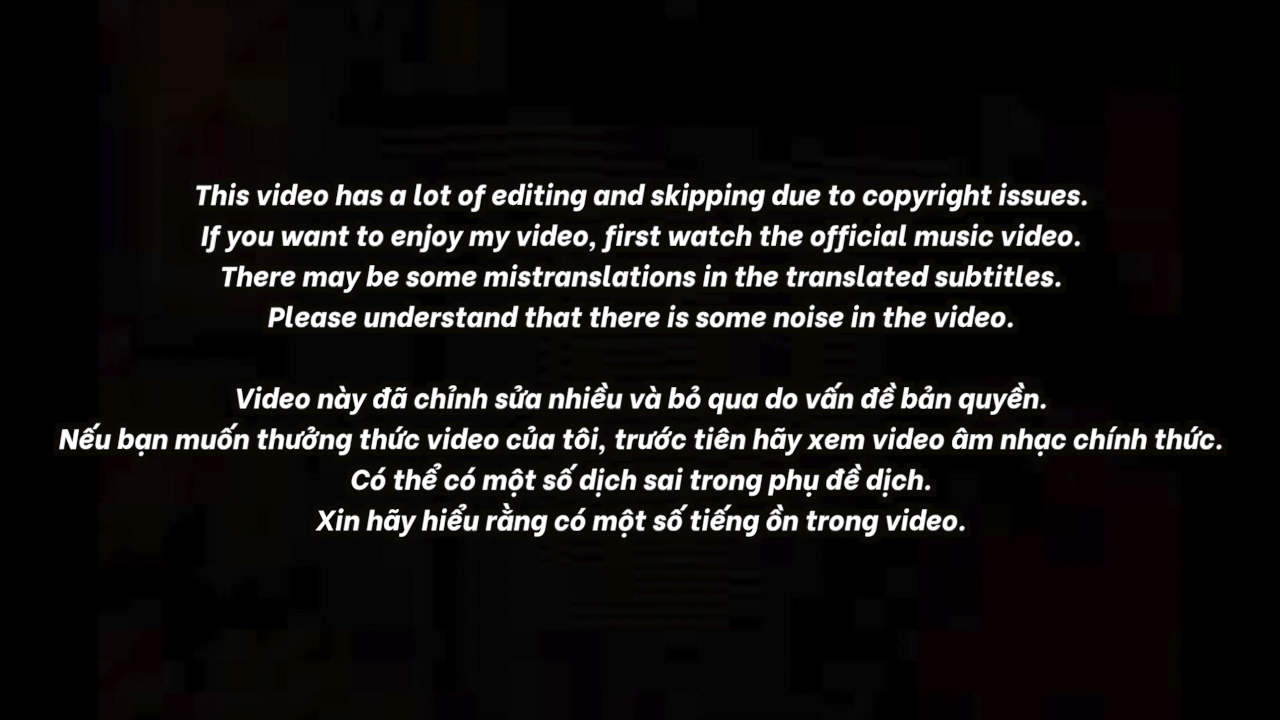 This video has a lot of editing and skipping due to copyright issues.
If you want to enjoy my video, first watch the official music video.
There may be some mistranslations in the translated subtitles.
Please understand that there is some noise in the video.
Video này đã chỉnh sửa nhiều và bỏ qua do vấn đề bản quyền.
Nếu bạn muốn thưởng thức video của tôi, trước tiên hãy xem video âm nhạc chính thức.
Có thể có một số dịch sai trong phụ đề dịch.
Xin hãy hiểu rằng có một số tiếng ồn trong video.